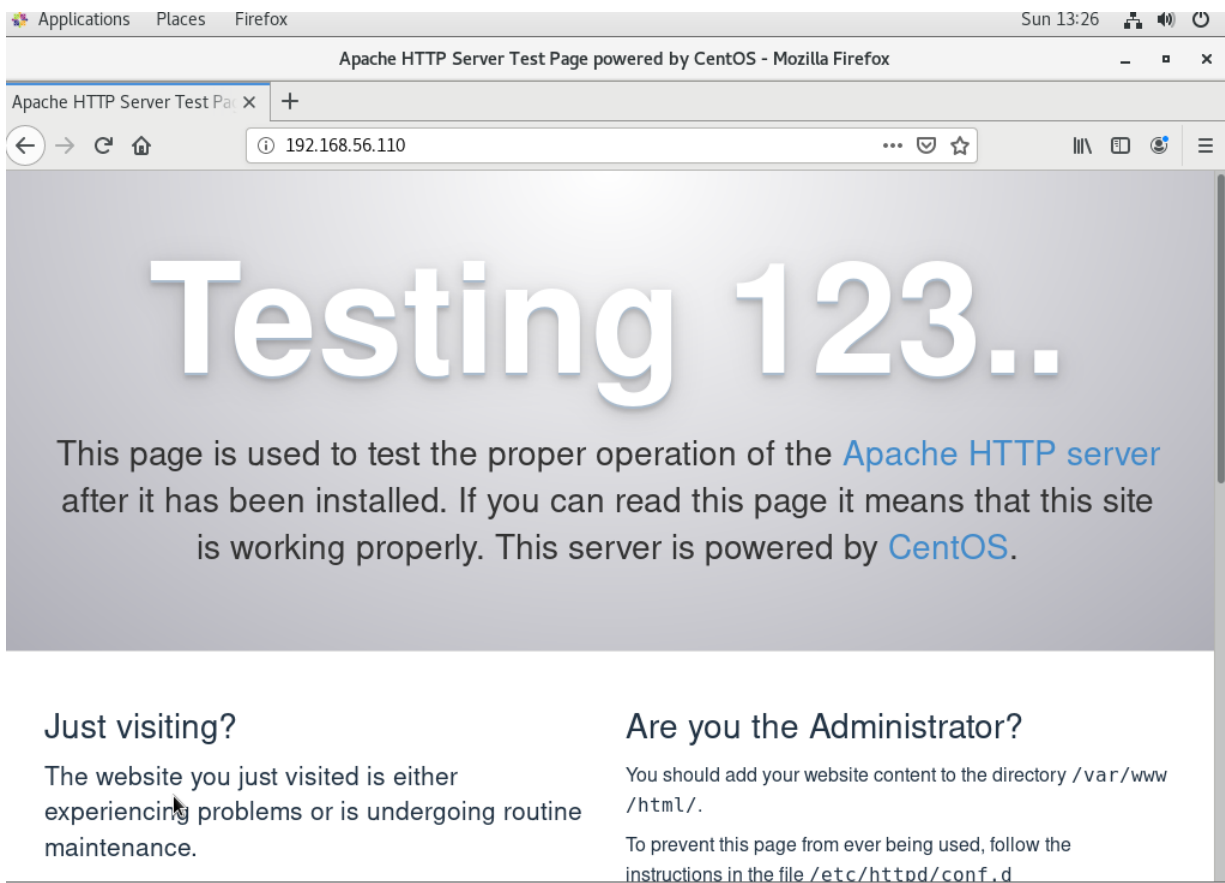 Applications Places Firefox Sun 13:26
Apache HTTP Server Test Page powered by CentOS - Mozilla Firefox
Apache HTTP Server Test Pa
192.168.56.110
Testing 123..
This page is used to test the proper operation of the Apache HTTP server
after it has been installed. If you can read this page it means that this site
is working properly. This server is powered by CentOS.
Just visiting?
The website you just visited is either
experiencing problems or is undergoing routine
maintenance.
Are you the Administrator?
You should add your website content to the directory /var/www
/html/.
To prevent this page from ever being used, follow the
instructions in the file /etc/httpd/conf.d